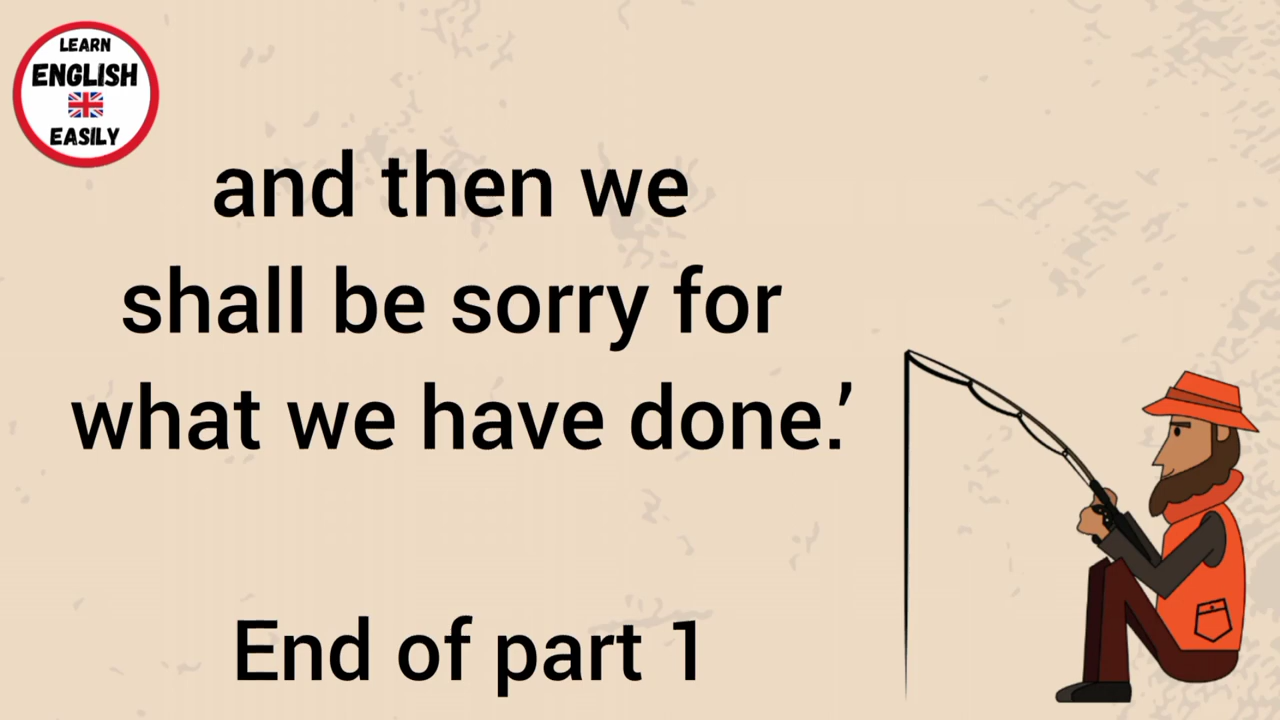 LEARN
ENGLISH
EASILY
and then we
shall be sorry for
what we have done.’
End of part 1